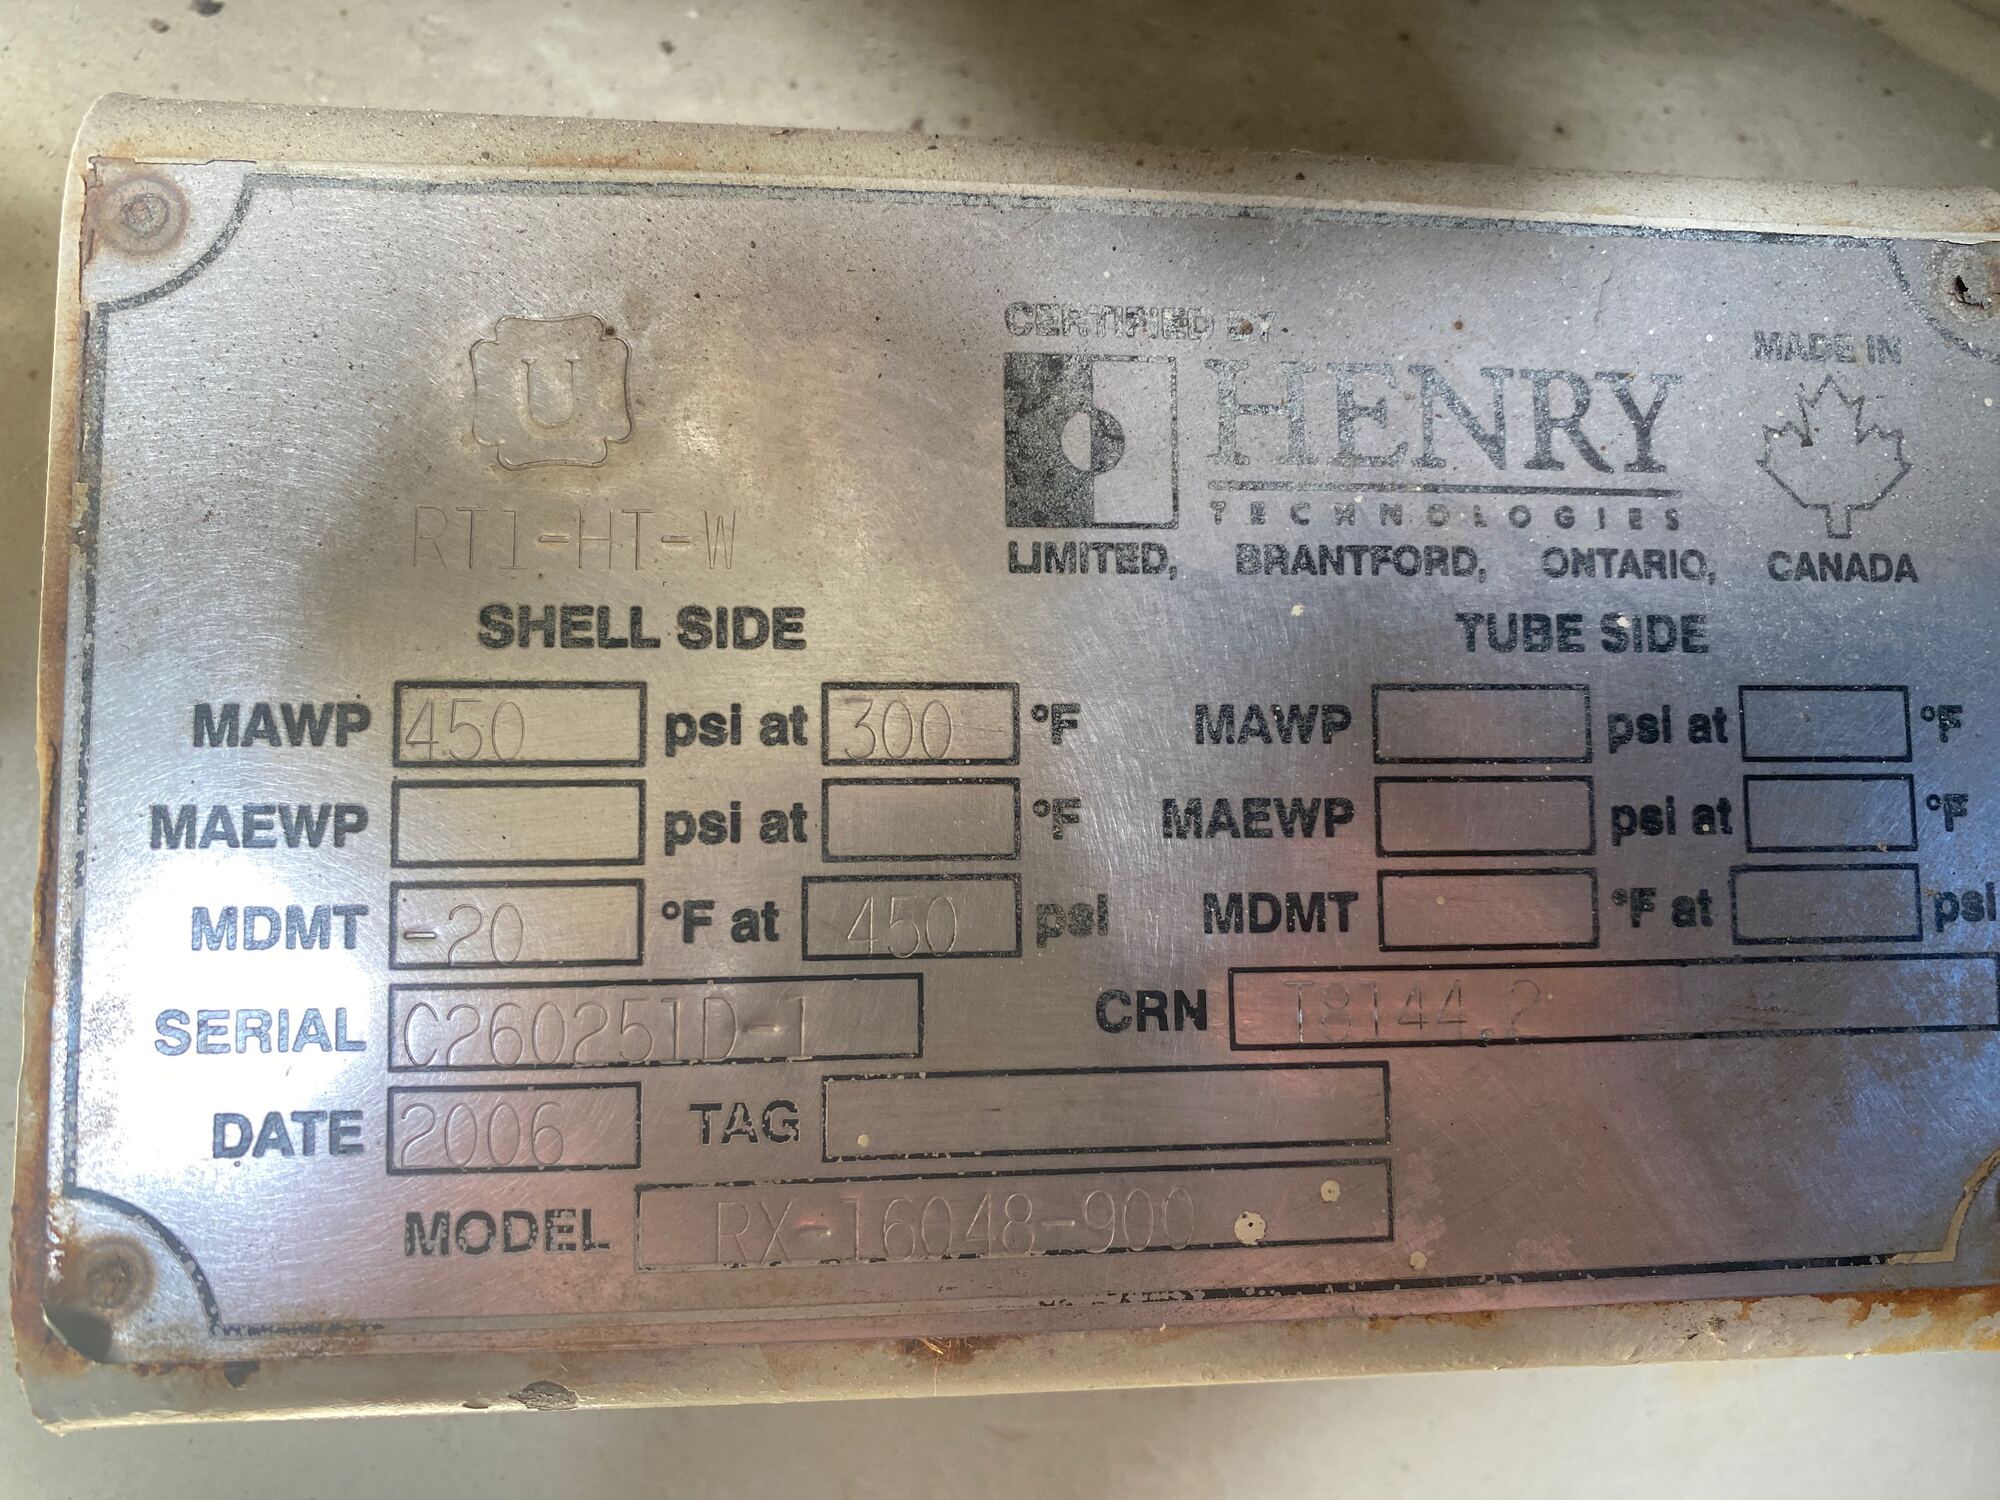 U
CERTIFIED BY
HENRY
TECHNOLOGIES
MADE IN
LIMITED, BRANTFORD, ONTARIO, CANADA
RT1-HT-W
SHELL SIDE
MAWP 450 psi at 300 °F
MAEWP psi at °F
MDMT -20 °F at 450 psi
TUBE SIDE
MAWP psi at °F
MAEWP psi at °F
MDMT °F at psi
SERIAL C260251D-1
CRN T8144.2
DATE 2006 TAG
MODEL RX-16048-900